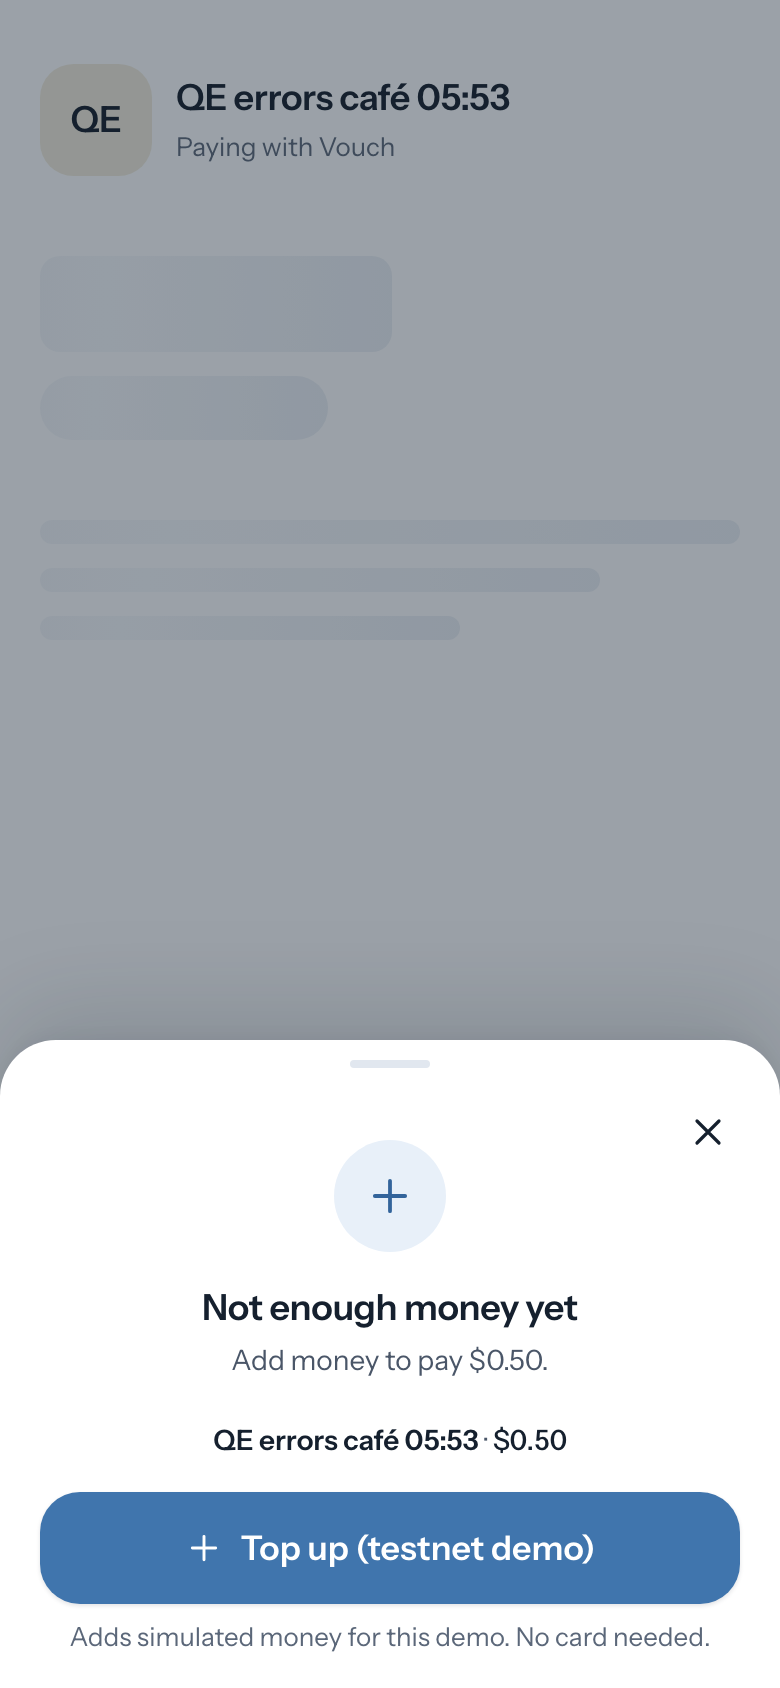 QE
QE errors café 05:53
Paying with Vouch
Not enough money yet
Add money to pay $0.50.
QE errors café 05:53 · $0.50
Top up (testnet demo)
Adds simulated money for this demo. No card needed.